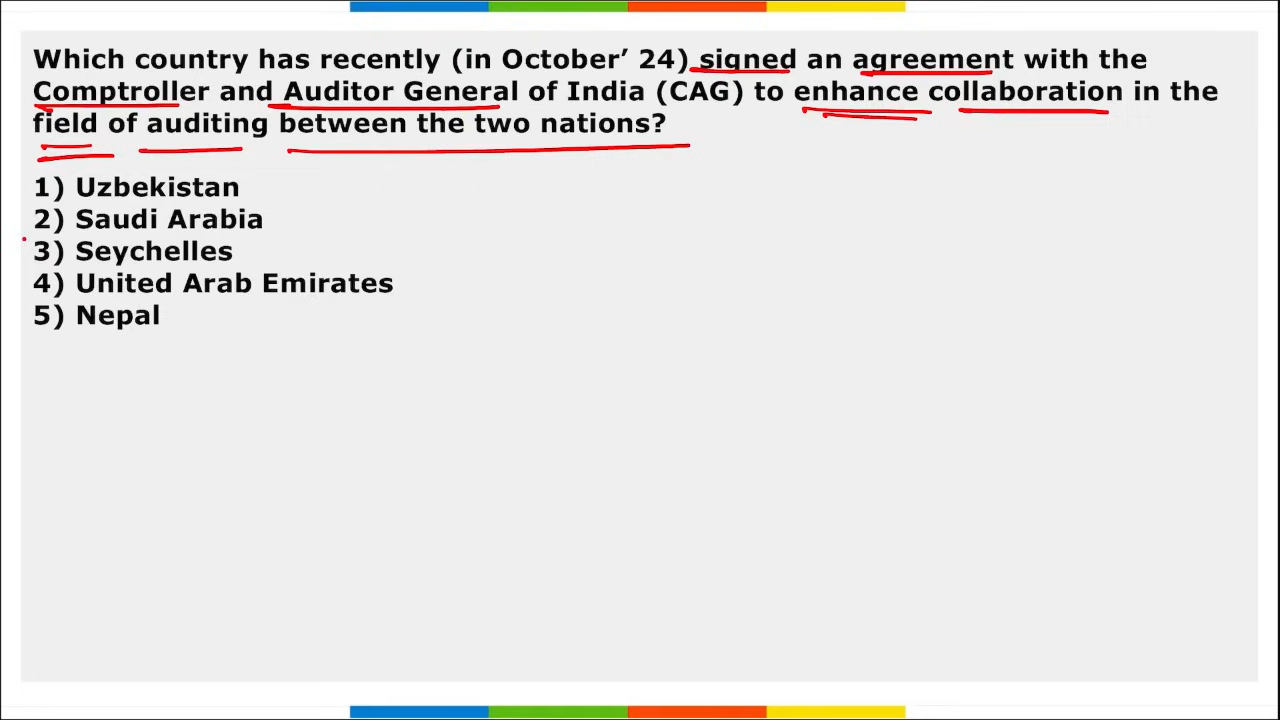 Which country has recently (in October’ 24) signed an agreement with the
Comptroller and Auditor General of India (CAG) to enhance collaboration in the
field of auditing between the two nations?
1) Uzbekistan
2) Saudi Arabia
3) Seychelles
4) United Arab Emirates
5) Nepal